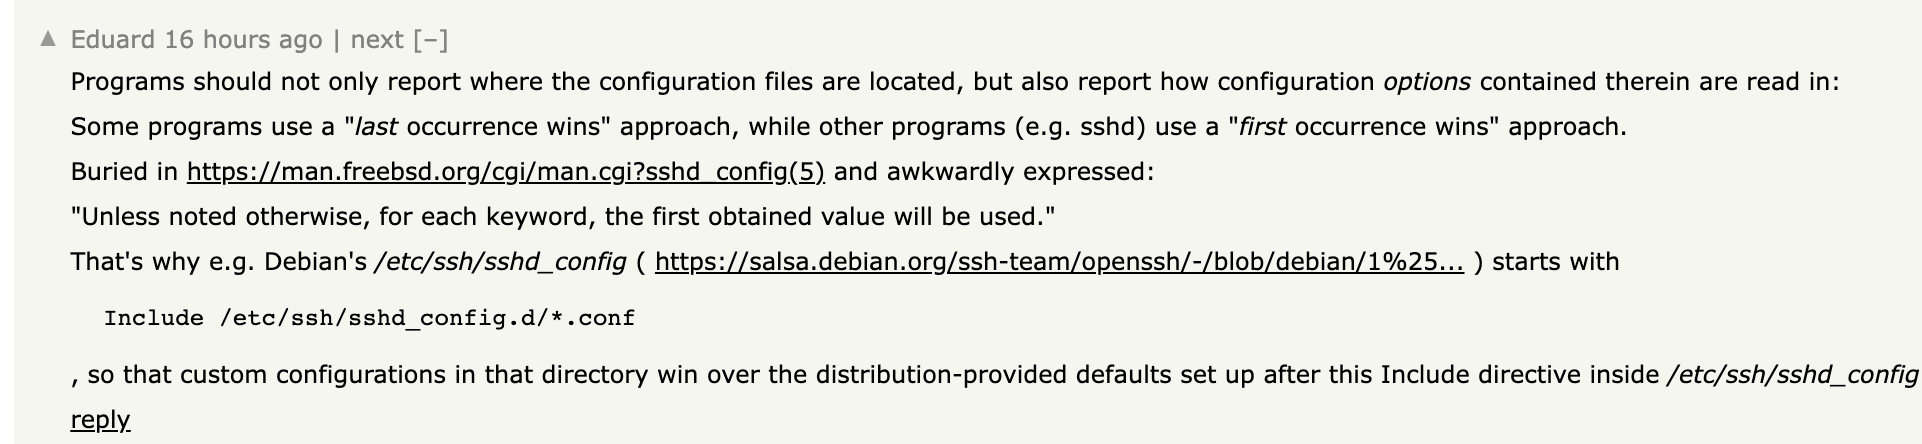 ▲ Eduard 16 hours ago | next [–]
Programs should not only report where the configuration files are located, but also report how configuration options contained therein are read in:
Some programs use a "last occurrence wins" approach, while other programs (e.g. sshd) use a "first occurrence wins" approach.
Buried in https://man.freebsd.org/cgi/man.cgi?sshd_config(5) and awkwardly expressed:
"Unless noted otherwise, for each keyword, the first obtained value will be used."
That's why e.g. Debian's /etc/ssh/sshd_config ( https://salsa.debian.org/ssh-team/openssh/-/blob/debian/1%25... ) starts with
Include /etc/ssh/sshd_config.d/*.conf
, so that custom configurations in that directory win over the distribution-provided defaults set up after this Include directive inside /etc/ssh/sshd_config
reply